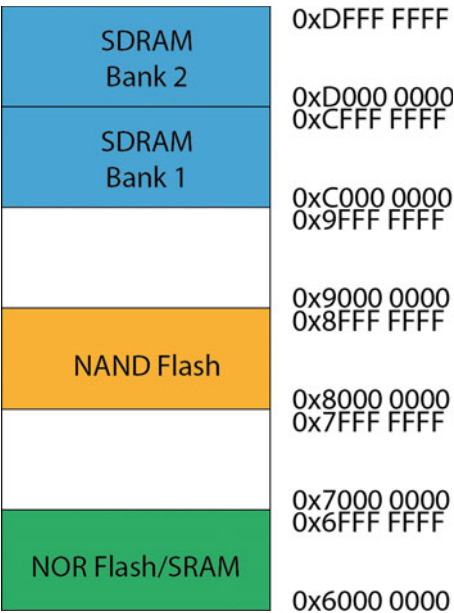 0xDFFF FFFF
SDRAM
Bank 2
0xD000 0000
0xCFFF FFFF
SDRAM
Bank 1
0xC000 0000
0x9FFF FFFF
0x9000 0000
0x8FFF FFFF
NAND Flash
0x8000 0000
0x7FFF FFFF
0x7000 0000
0x6FFF FFFF
NOR Flash/SRAM
0x6000 0000